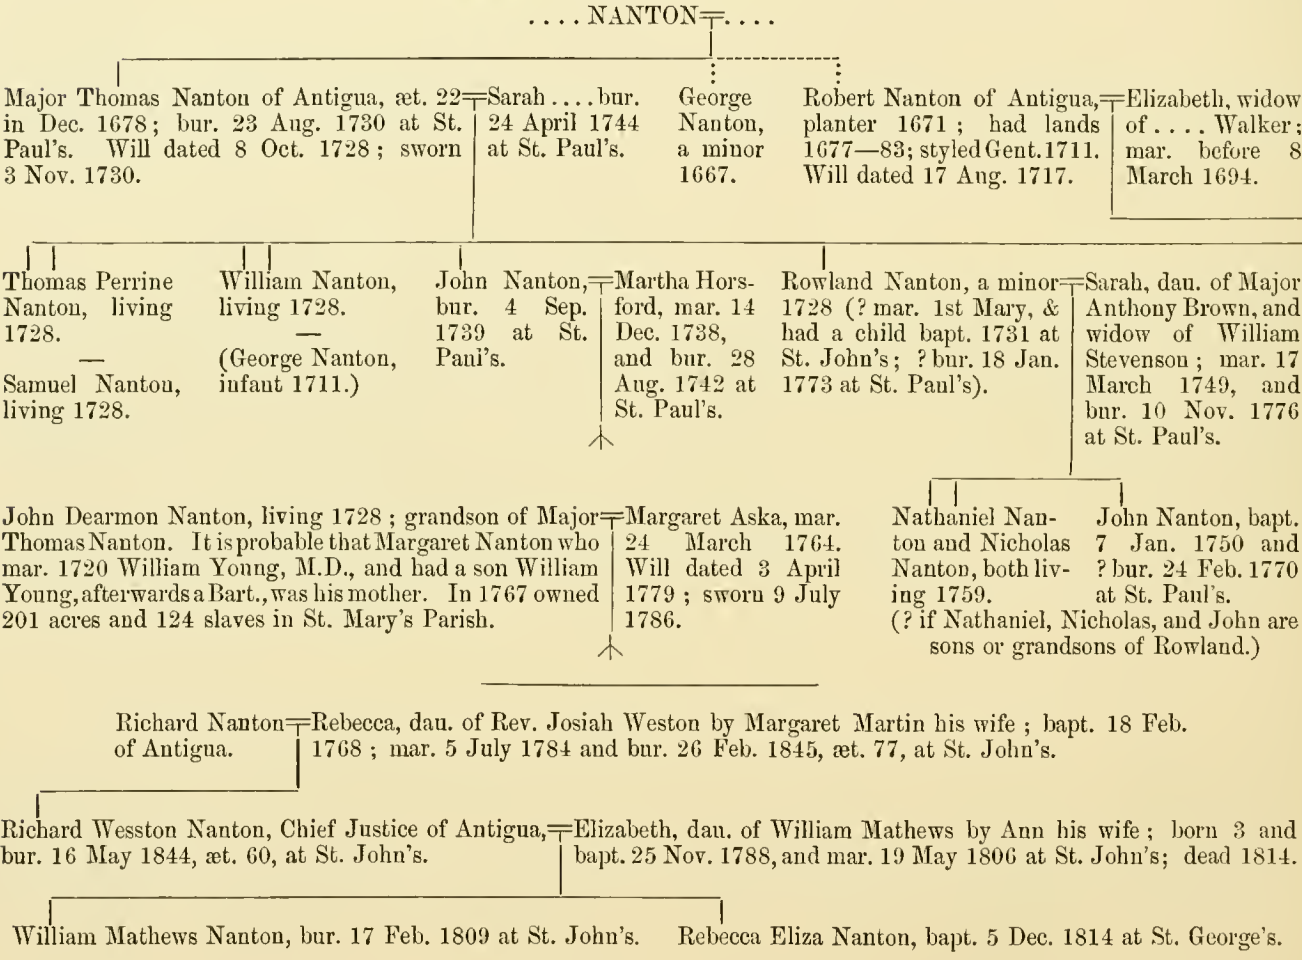 .... NANTON=....
Major Thomas Nanton of Antigua, æt. 22=
in Dec. 1678; bur. 23 Aug. 1730 at St.
Paul's. Will dated 8 Oct. 1728; sworn
3 Nov. 1730.
Sarah .... bur.
24 April 1744
at St. Paul's.
George
Nanton,
a minor
1667.
Robert Nanton of Antigua,=
planter 1671; had lands
1677—83; styled Gent. 1711.
Will dated 17 Aug. 1717.
Elizabeth, widow
of .... Walker;
mar. before 8
March 1694.
Thomas Perrine
Nanton, living
1728.
—
Samuel Nanton,
living 1728.
William Nanton,
living 1728.
—
(George Nanton,
infant 1711.)
John Nanton,=
bur. 4 Sep.
1739 at St.
Paul's.
Martha Hors-
ford, mar. 14
Dec. 1738,
and bur. 28
Aug. 1742 at
St. Paul's.
Rowland Nanton, a minor=
1728 (? mar. 1st Mary, &
had a child bapt. 1731 at
St. John's; ? bur. 18 Jan.
1773 at St. Paul's).
Sarah, dau. of Major
Anthony Brown, and
widow of William
Stevenson; mar. 17
March 1749, and
bur. 10 Nov. 1776
at St. Paul's.
John Dearmon Nanton, living 1728; grandson of Major=
Thomas Nanton. It is probable that Margaret Nanton who
mar. 1720 William Young, M.D., and had a son William
Young, afterwards a Bart., was his mother. In 1767 owned
201 acres and 124 slaves in St. Mary's Parish.
Margaret Aska, mar.
24 March 1764.
Will dated 3 April
1779; sworn 9 July
1786.
Nathaniel Nan-
ton and Nicholas
Nanton, both liv-
ing 1759.
John Nanton, bapt.
7 Jan. 1750 and
? bur. 24 Feb. 1770
at St. Paul's.
(? if Nathaniel, Nicholas, and John are
sons or grandsons of Rowland.)
Richard Nanton=
of Antigua.
Rebecca, dau. of Rev. Josiah Weston by Margaret Martin his wife; bapt. 18 Feb.
1768; mar. 5 July 1784 and bur. 26 Feb. 1845, æt. 77, at St. John's.
Richard Wesston Nanton, Chief Justice of Antigua,=
bur. 16 May 1844, æt. 60, at St. John's.
Elizabeth, dau. of William Mathews by Ann his wife; born 3 and
bapt. 25 Nov. 1788, and mar. 19 May 1806 at St. John's; dead 1814.
William Mathews Nanton, bur. 17 Feb. 1809 at St. John's.
Rebecca Eliza Nanton, bapt. 5 Dec. 1814 at St. George's.